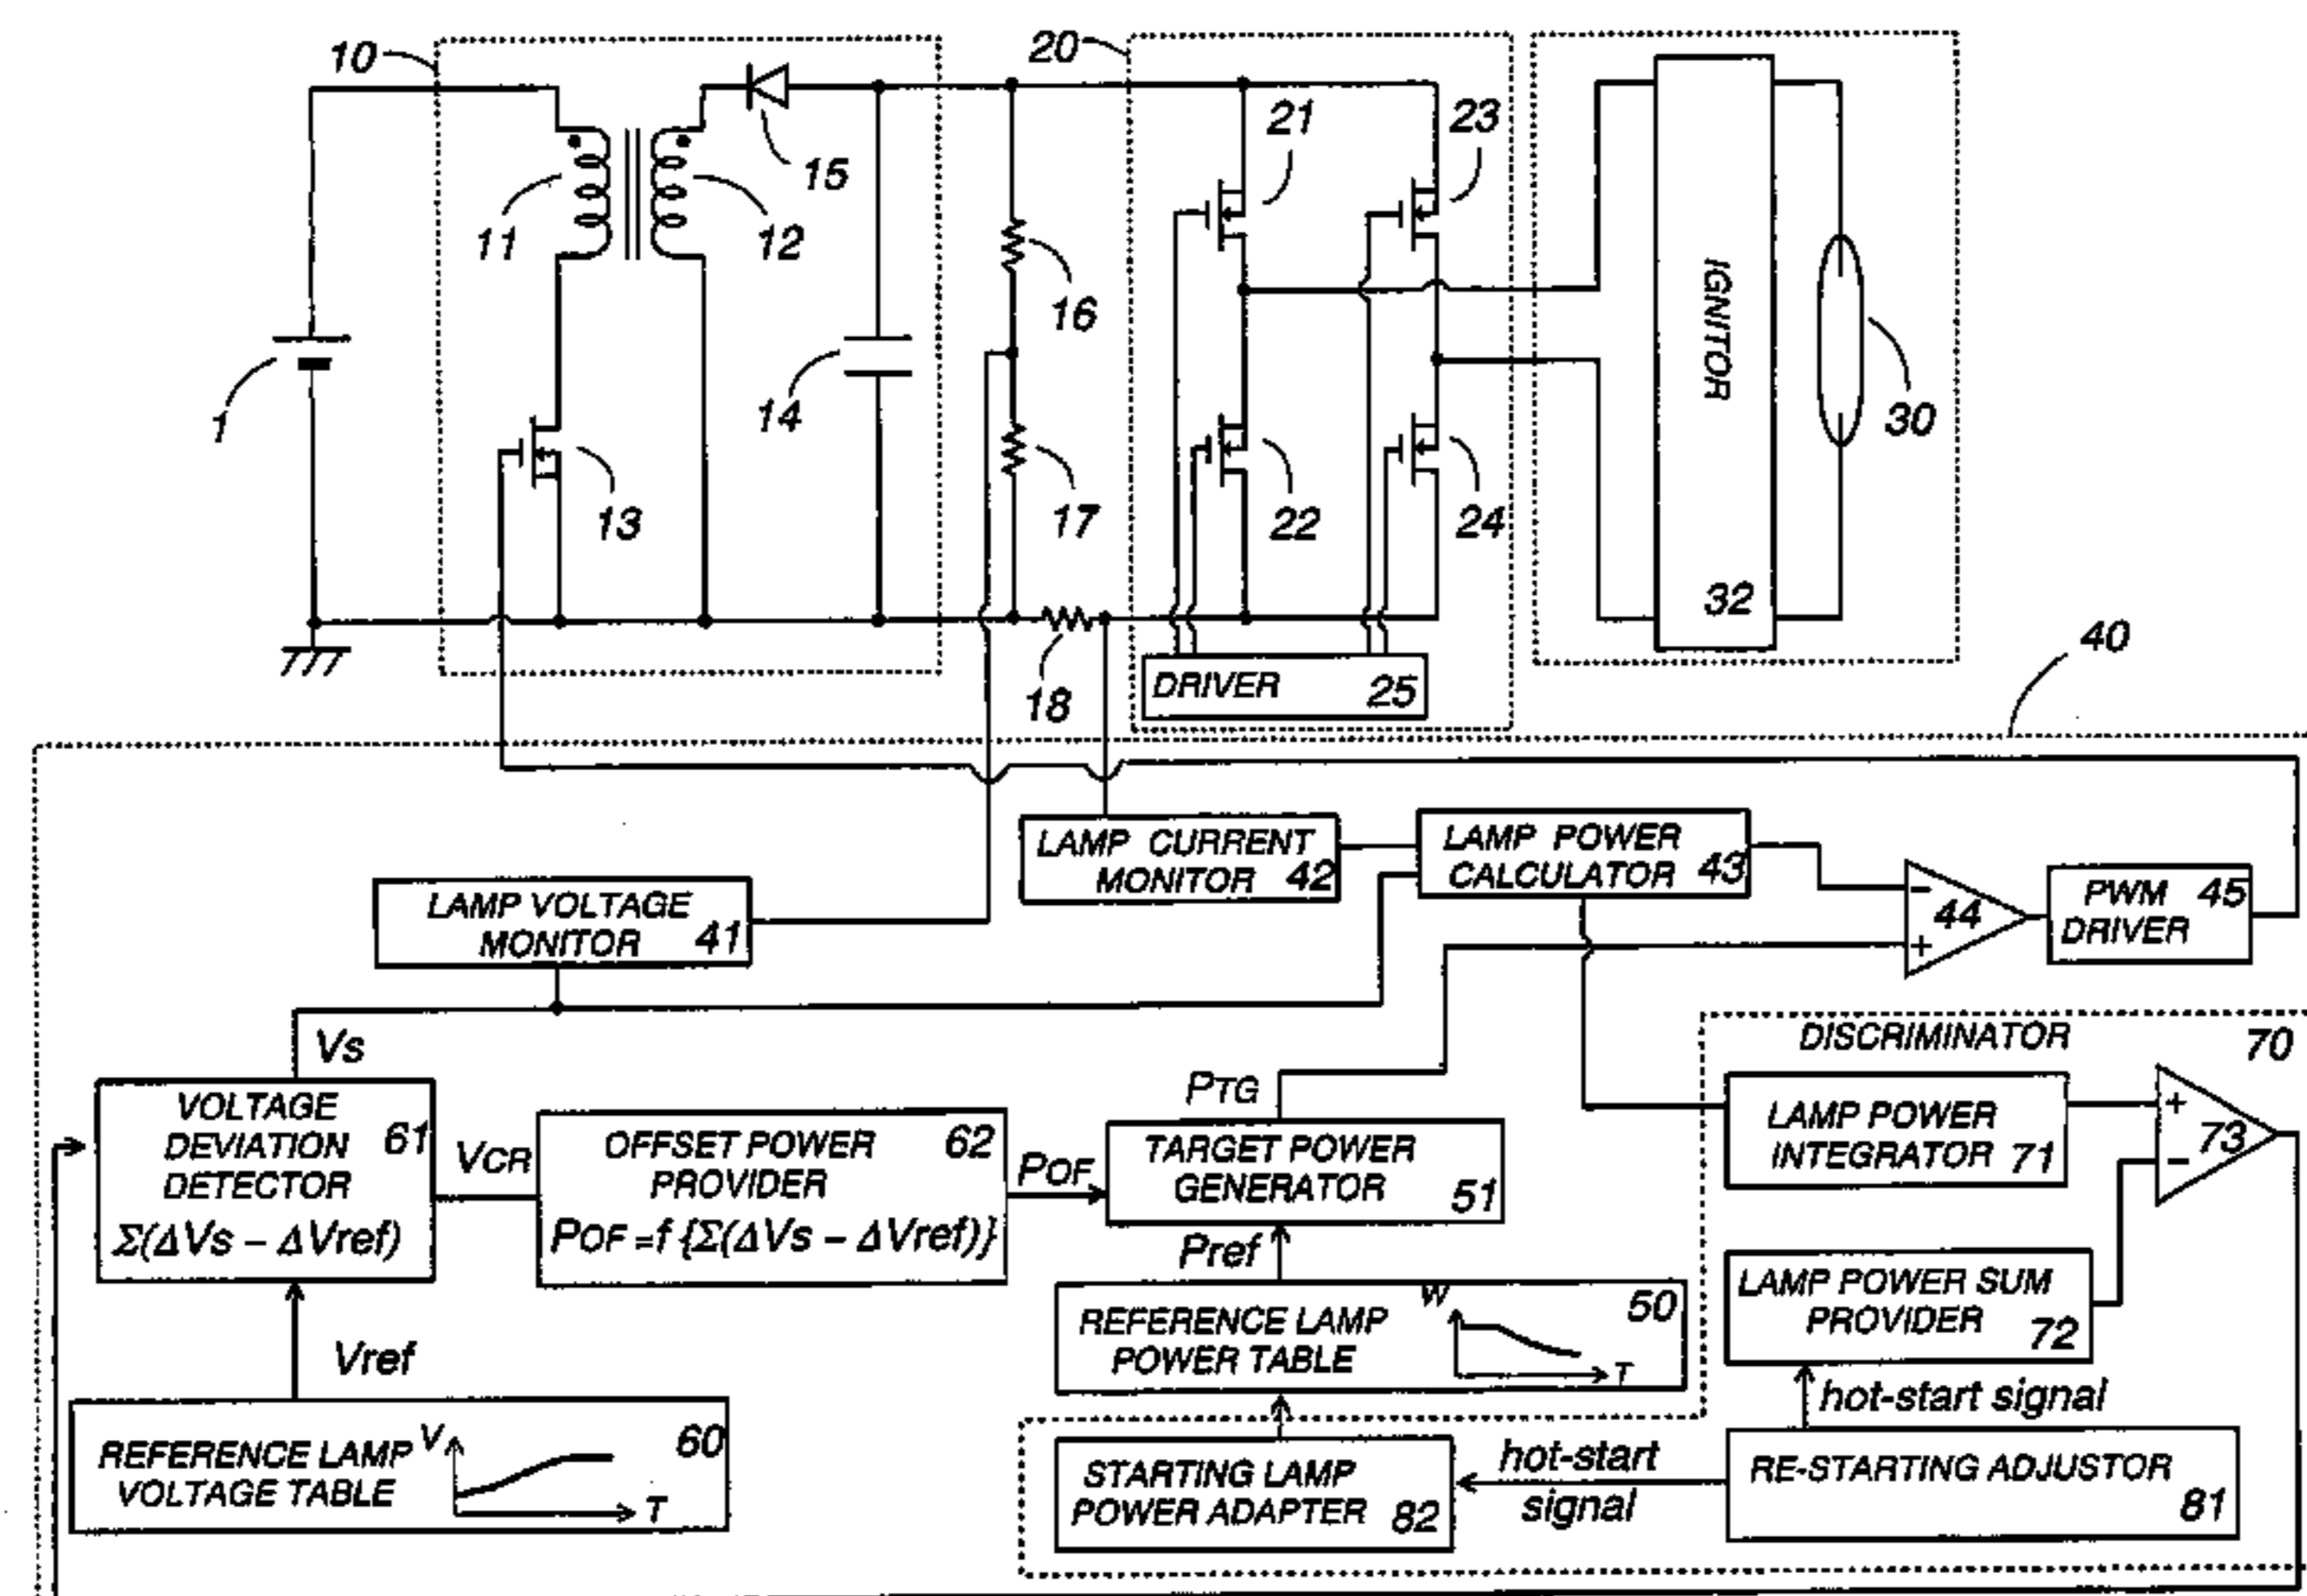 10
20
21
23
15
11
12
16
IGNITOR
1
14
30
13
17
22
24
32
18
DRIVER 25
40
LAMP CURRENT
MONITOR 42
LAMP POWER
CALCULATOR 43
LAMP VOLTAGE
MONITOR 41
−
44
+
PWM 45
DRIVER
Vs
PTG
DISCRIMINATOR 70
VOLTAGE
DEVIATION 61
DETECTOR
Σ(ΔVs − ΔVref)
VCR
OFFSET POWER 62
PROVIDER
POF =f {Σ(ΔVs − ΔVref)}
POF
TARGET POWER
GENERATOR 51
LAMP POWER
INTEGRATOR 71
+
73
−
Pref
LAMP POWER SUM
PROVIDER 72
REFERENCE LAMP
POWER TABLE
W
T
50
Vref
hot-start signal
REFERENCE LAMP
VOLTAGE TABLE
V
T
60
STARTING LAMP
POWER ADAPTER 82
hot-start
signal
RE-STARTING ADJUSTOR
81